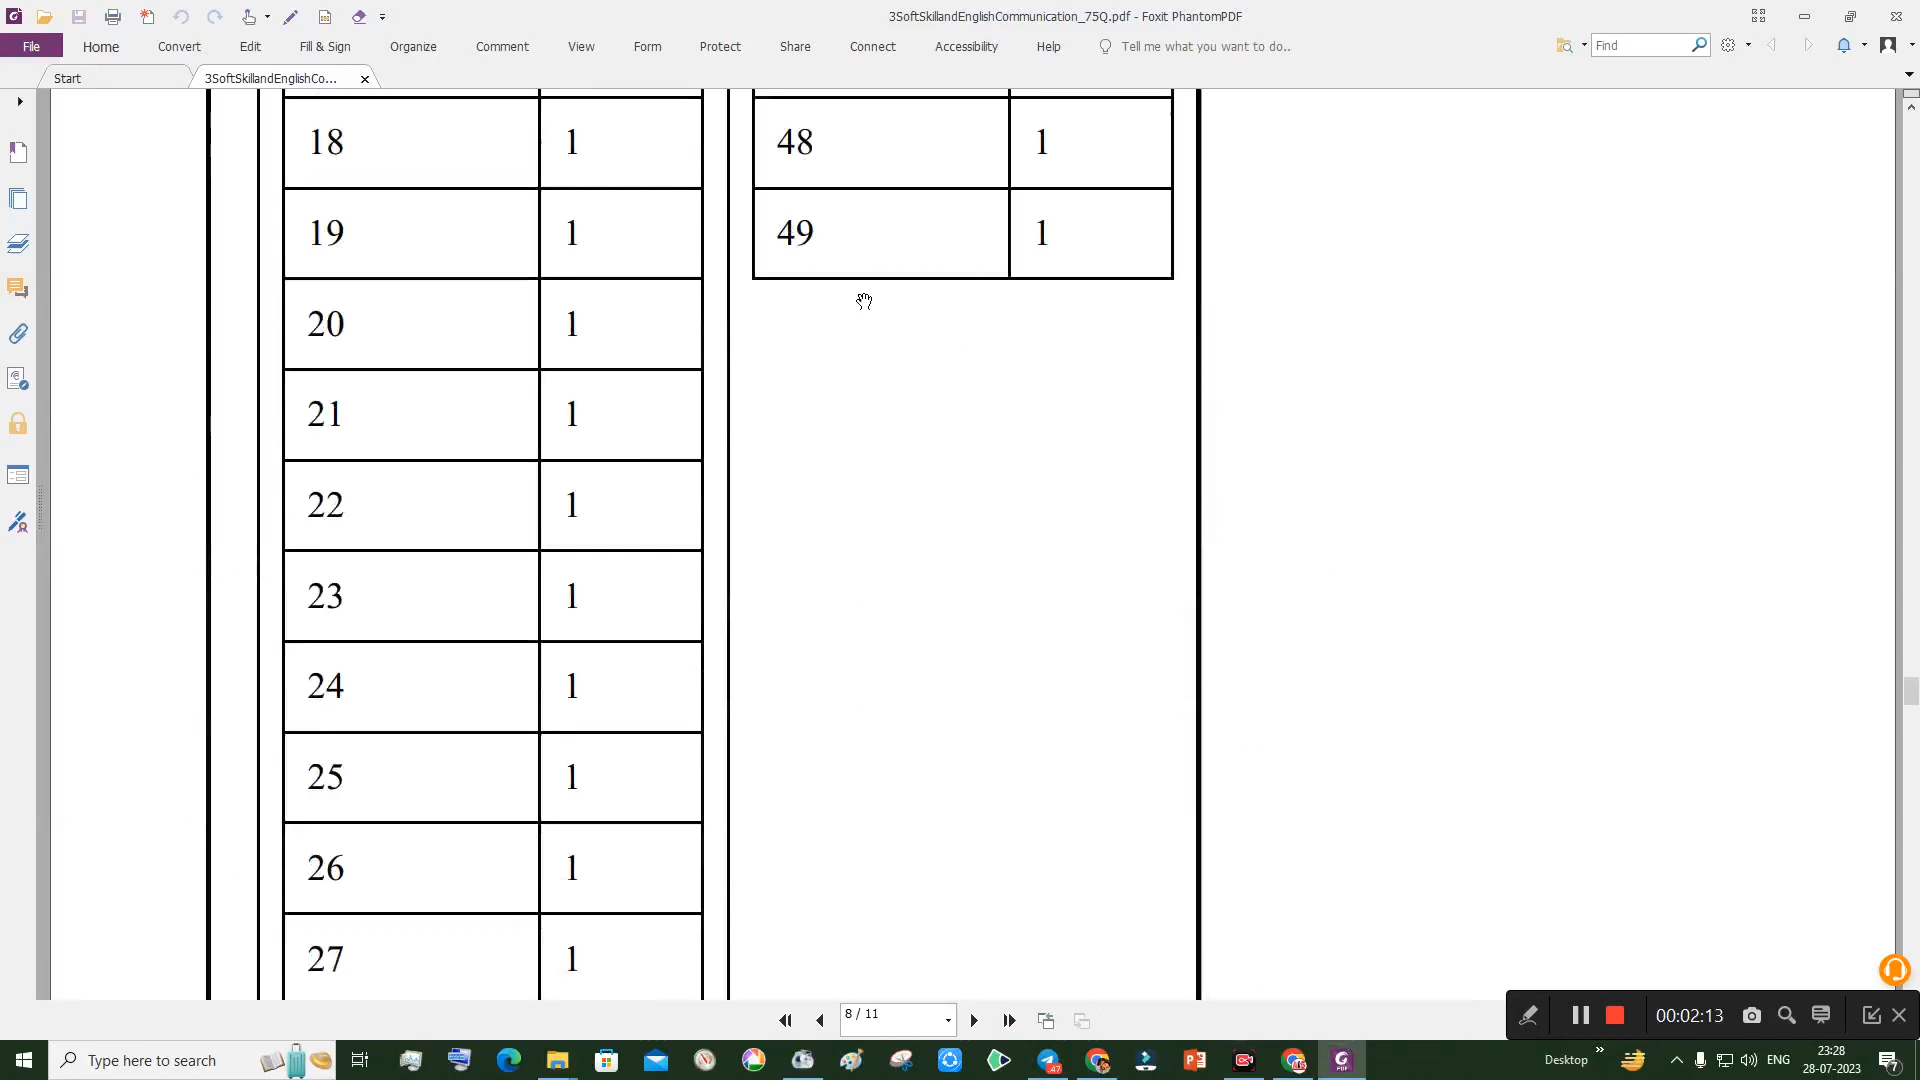 3SoftSkillandEnglishCommunication_75Q.pdf - Foxit PhantomPDF
File Home Convert Edit Fill & Sign Organize Comment View Form Protect Share Connect Accessibility Help Tell me what you want to do.. Find
Start 3SoftSkillandEnglishCo...
18 1 48 1
19 1 49 1
20 1
21 1
22 1
23 1
24 1
25 1
26 1
27 1
8 / 11
00:02:13
Type here to search
47
Desktop
ENG
23:28
28-07-2023
7